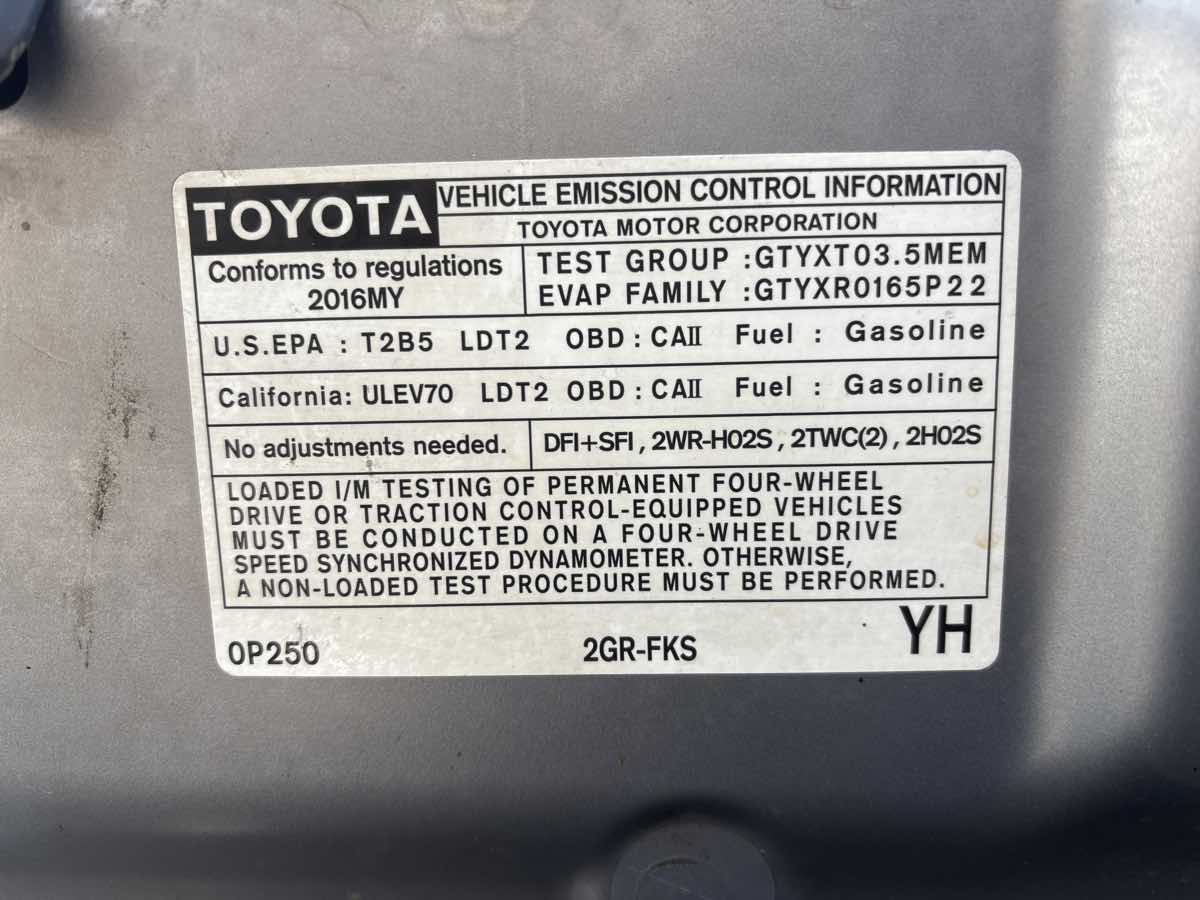 TOYOTA
VEHICLE EMISSION CONTROL INFORMATION
TOYOTA MOTOR CORPORATION
Conforms to regulations
2016MY
TEST GROUP :GTYXT03.5MEM
EVAP FAMILY :GTYXR0165P22
U.S.EPA : T2B5 LDT2 OBD : CAII Fuel : Gasoline
California: ULEV70 LDT2 OBD : CAII Fuel : Gasoline
No adjustments needed.
DFI+SFI, 2WR-HO2S, 2TWC(2), 2HO2S
LOADED I/M TESTING OF PERMANENT FOUR-WHEEL
DRIVE OR TRACTION CONTROL-EQUIPPED VEHICLES
MUST BE CONDUCTED ON A FOUR-WHEEL DRIVE
SPEED SYNCHRONIZED DYNAMOMETER. OTHERWISE,
A NON-LOADED TEST PROCEDURE MUST BE PERFORMED.
0P250
2GR-FKS
YH